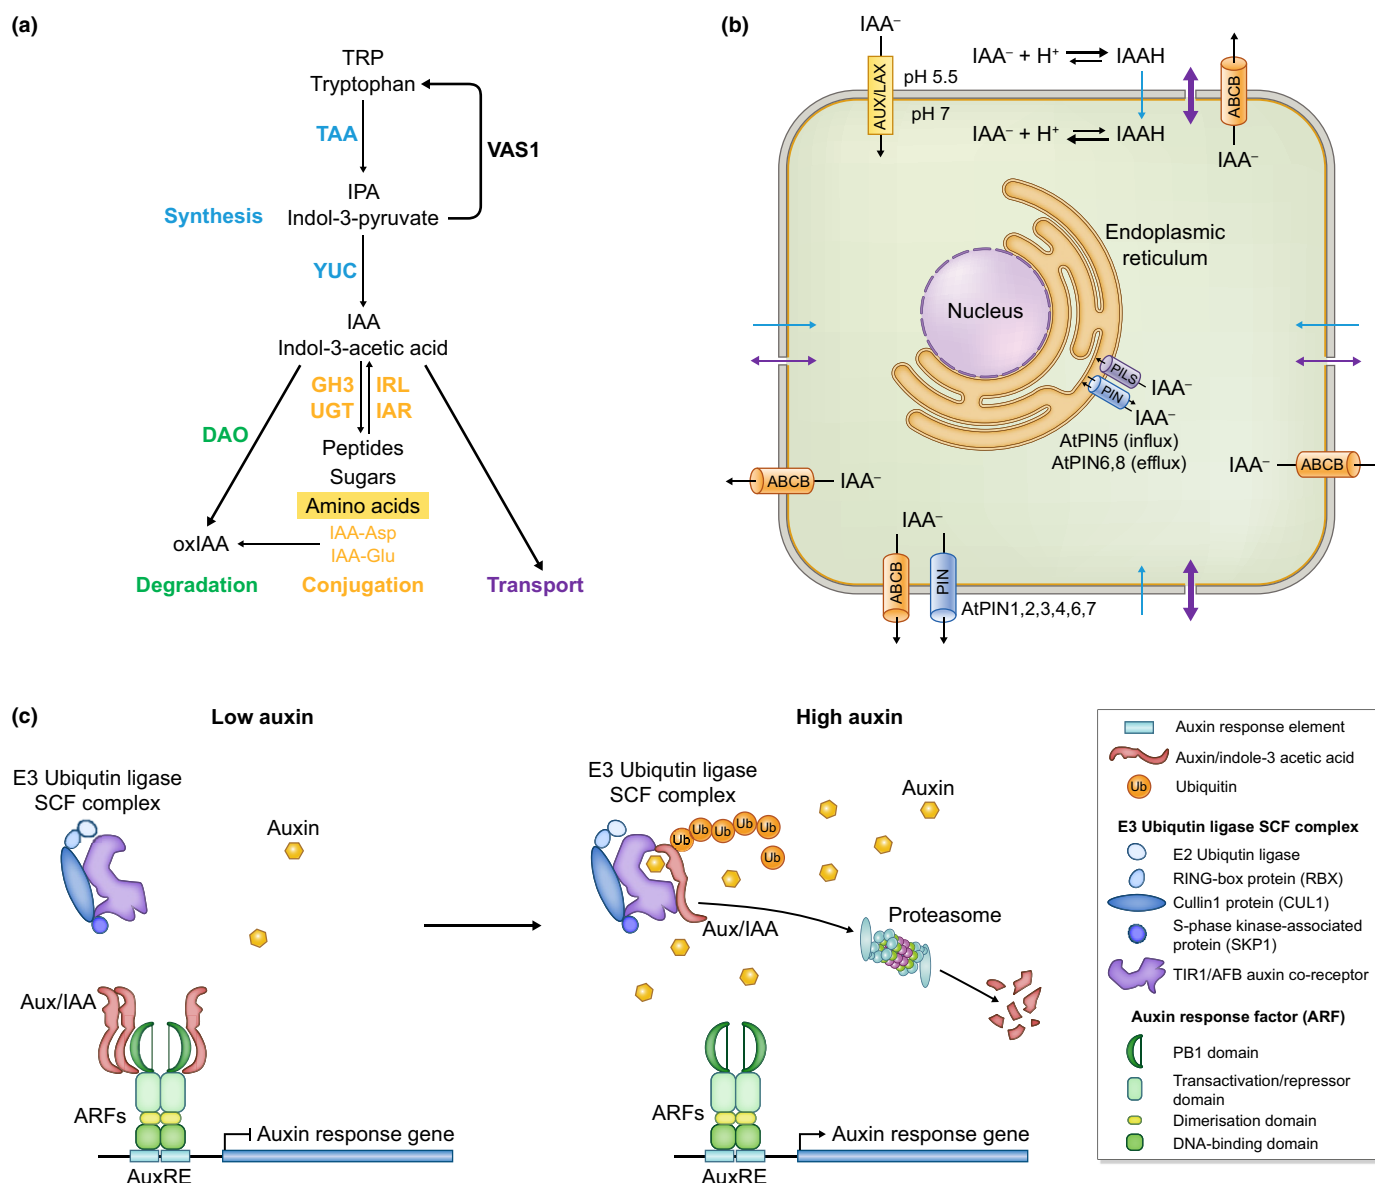 (a)
TRP
Tryptophan
TAA
VAS1
IPA
Synthesis
Indol-3-pyruvate
YUC
IAA
Indol-3-acetic acid
GH3
IRL
UGT
IAR
DAO
Peptides
Sugars
Amino acids
IAA-Asp
oxIAA
IAA-Glu
Degradation
Conjugation
Transport
(b)
IAA⁻
AUX/LAX
pH 5.5
pH 7
IAA⁻ + H⁺
IAAH
IAA⁻ + H⁺
IAAH
ABCB
IAA⁻
Endoplasmic
reticulum
Nucleus
PILS
IAA⁻
PIN
IAA⁻
AtPIN5 (influx)
AtPIN6,8 (efflux)
ABCB
IAA⁻
IAA⁻
ABCB
IAA⁻
ABCB
PIN
AtPIN1,2,3,4,6,7
(c)
Low auxin
E3 Ubiqutin ligase
SCF complex
Auxin
Aux/IAA
ARFs
Auxin response gene
AuxRE
High auxin
E3 Ubiqutin ligase
SCF complex
Auxin
Ub
Ub
Ub
Ub
Ub
Ub
Aux/IAA
Proteasome
ARFs
Auxin response gene
AuxRE
Auxin response element
Auxin/indole-3 acetic acid
Ub
Ubiquitin
E3 Ubiqutin ligase SCF complex
E2 Ubiqutin ligase
RING-box protein (RBX)
Cullin1 protein (CUL1)
S-phase kinase-associated
protein (SKP1)
TIR1/AFB auxin co-receptor
Auxin response factor (ARF)
PB1 domain
Transactivation/repressor
domain
Dimerisation domain
DNA-binding domain